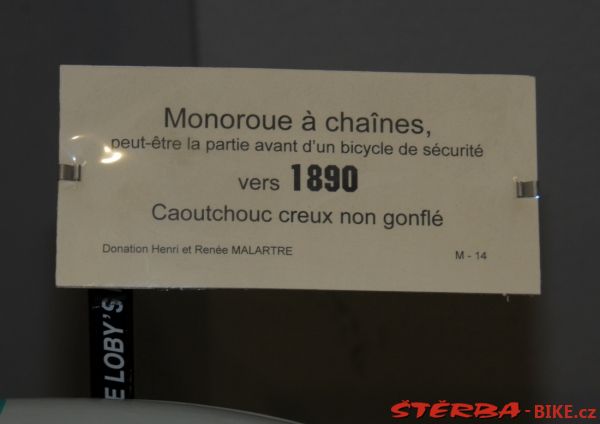 Monoroue à chaînes,
peut-être la partie avant d'un bicycle de sécurité
vers 1890
Caoutchouc creux non gonflé
Donation Henri et Renée MALARTRE
M - 14
E LOBY'S
ŠTĚRBA-BIKE.cz